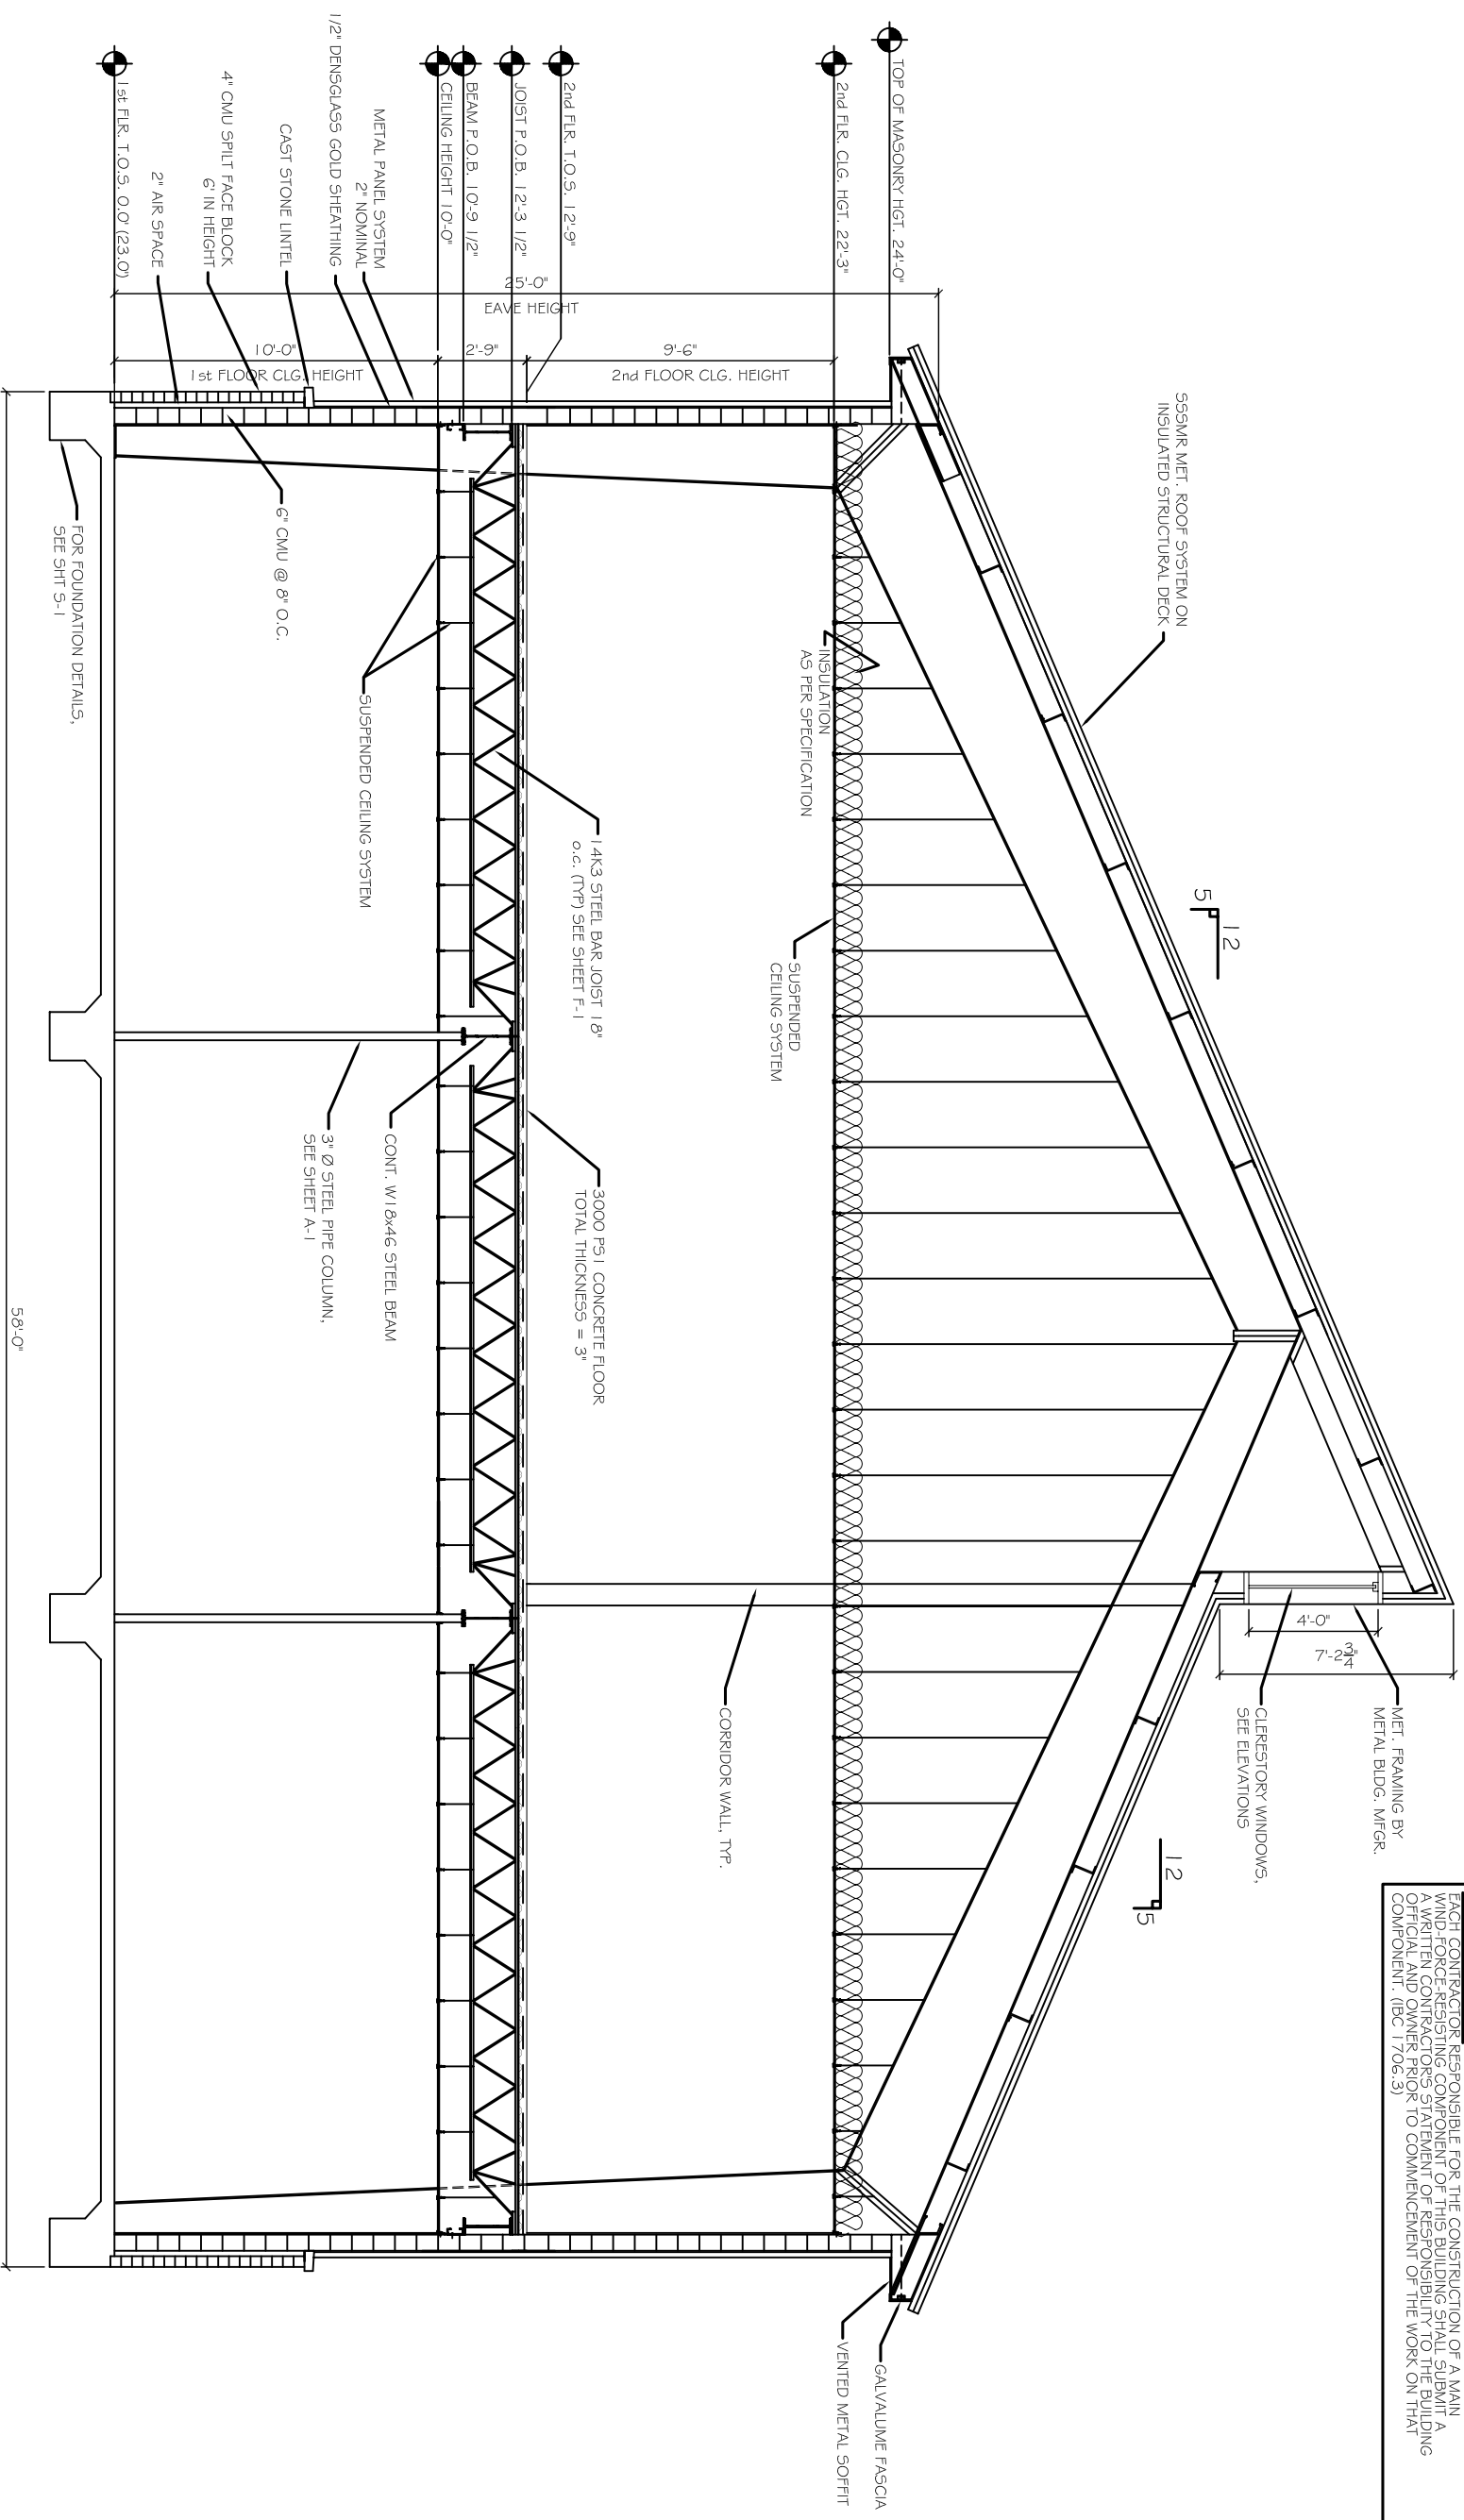 EACH CONTRACTOR RESPONSIBLE FOR THE CONSTRUCTION OF A MAIN
WIND-FORCE-RESISTING COMPONENT OF THIS BUILDING SHALL SUBMIT A
A WRITTEN CONTRACTOR'S STATEMENT OF RESPONSIBILITY TO THE BUILDING
OFFICIAL AND OWNER PRIOR TO COMMENCEMENT OF THE WORK ON THAT
COMPONENT. (IBC 1706.3)
MET. FRAMING BY
METAL BLDG. MFGR.
CLERESTORY WINDOWS,
SEE ELEVATIONS
4'-0"
7'-2 3/4"
12
5
12
5
SSSMR MET. ROOF SYSTEM ON
INSULATED STRUCTURAL DECK
TOP OF MASONRY HGT. 24'-0"
2nd FLR. CLG. HGT. 22'-3"
2nd FLR. T.O.S. 12'-9"
JOIST P.O.B. 12'-3 1/2"
BEAM P.O.B. 10'-9 1/2"
CEILING HEIGHT 10'-0"
METAL PANEL SYSTEM
2" NOMINAL
1/2" DENSGLASS GOLD SHEATHING
CAST STONE LINTEL
4" CMU SPILT FACE BLOCK
6' IN HEIGHT
2" AIR SPACE
1st FLR. T.O.S. 0.0' (23.0')
25'-0"
EAVE HEIGHT
9'-6"
2nd FLOOR CLG. HEIGHT
2'-9"
10'-0"
1st FLOOR CLG. HEIGHT
INSULATION
AS PER SPECIFICATION
SUSPENDED
CEILING SYSTEM
GALVALUME FASCIA
VENTED METAL SOFFIT
CORRIDOR WALL, TYP.
14K3 STEEL BAR JOIST 18"
o.c. (TYP) SEE SHEET F-1
3000 PSI CONCRETE FLOOR
TOTAL THICKNESS = 3"
SUSPENDED CEILING SYSTEM
CONT. W18x46 STEEL BEAM
3" Ø STEEL PIPE COLUMN,
SEE SHEET A-1
6" CMU @ 8" O.C.
FOR FOUNDATION DETAILS,
SEE SHT S-1
58'-0"